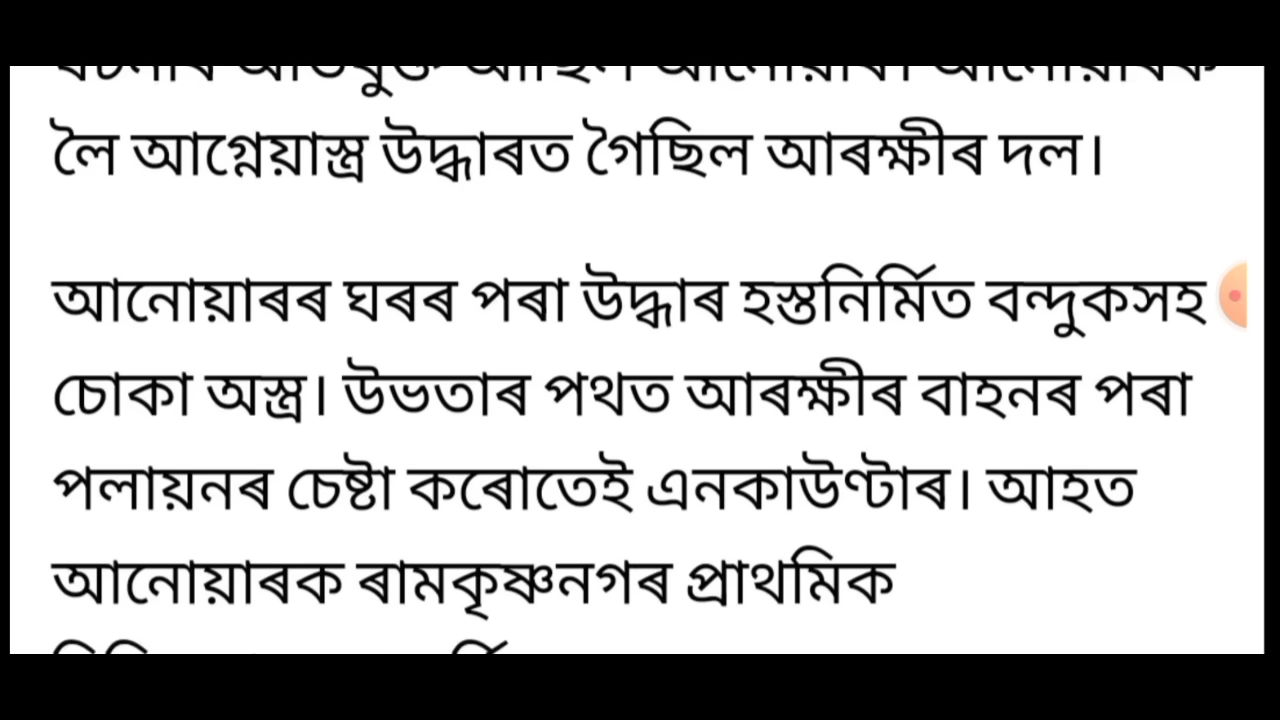 লৈ আগ্নেয়াস্ত্ৰ উদ্ধাৰত গৈছিল আৰক্ষীৰ দল।
আনোয়াৰৰ ঘৰৰ পৰা উদ্ধাৰ হস্তনিৰ্মিত বন্দুকসহ
চোকা অস্ত্ৰ। উভতাৰ পথত আৰক্ষীৰ বাহনৰ পৰা
পলায়নৰ চেষ্টা কৰোতেই এনকাউণ্টাৰ। আহত
আনোয়াৰক ৰামকৃষ্ণনগৰ প্ৰাথমিক